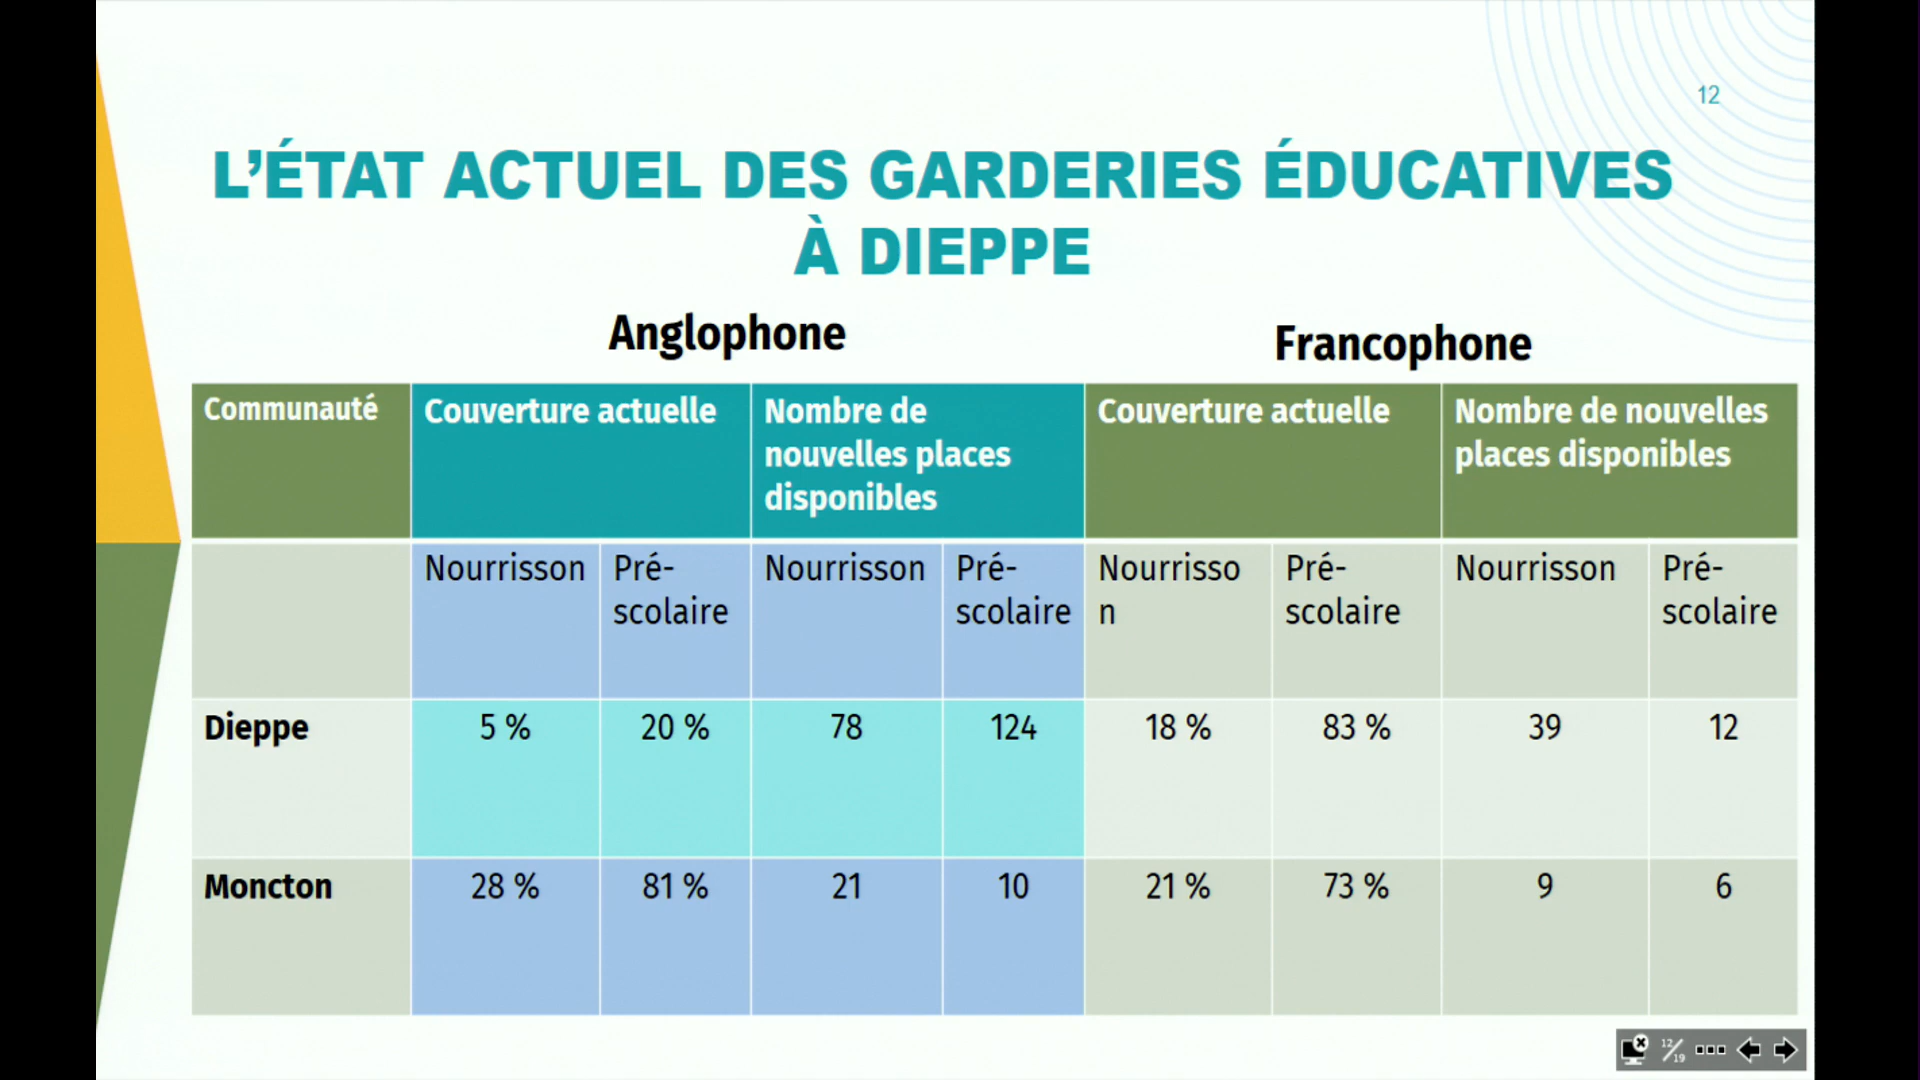 12
L’ÉTAT ACTUEL DES GARDERIES ÉDUCATIVES
À DIEPPE
Anglophone
Francophone
Communauté
Couverture actuelle
Nombre de
nouvelles places
disponibles
Couverture actuelle
Nombre de nouvelles
places disponibles
Nourrisson
Pré-
scolaire
Nourrisson
Pré-
scolaire
Nourrisso
n
Pré-
scolaire
Nourrisson
Pré-
scolaire
Dieppe
5 %
20 %
78
124
18 %
83 %
39
12
Moncton
28 %
81 %
21
10
21 %
73 %
9
6
12/19